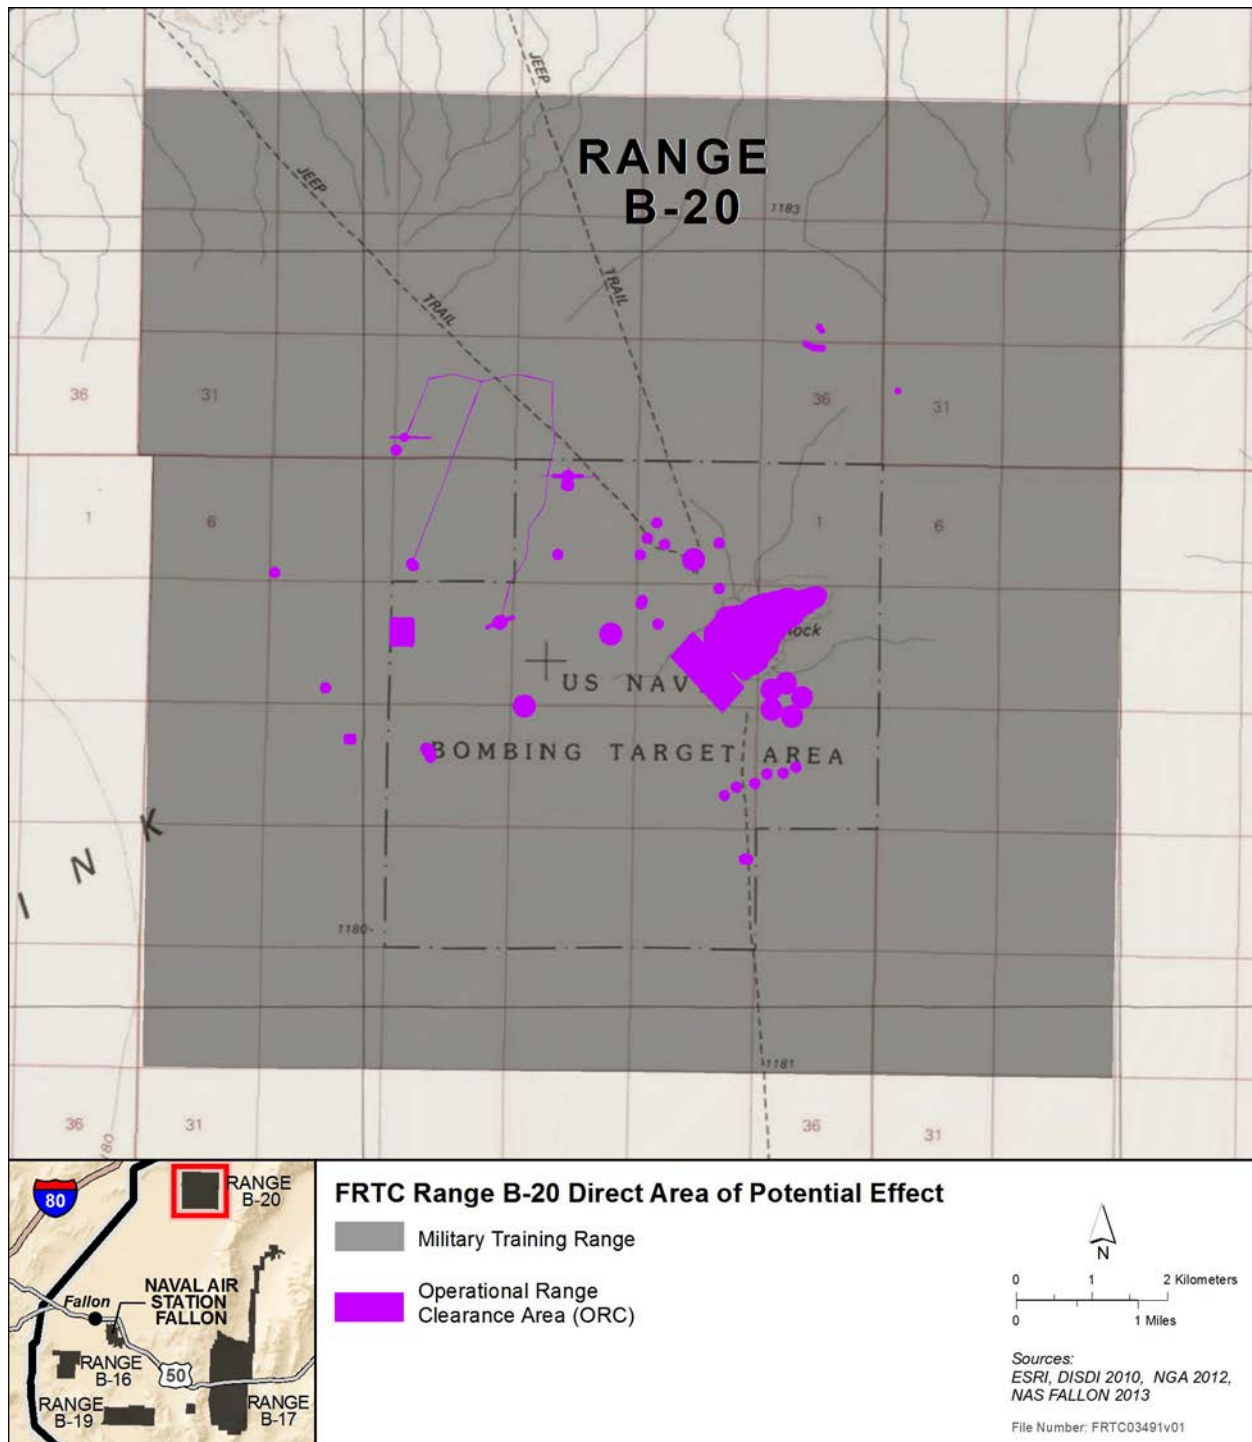 JEEP
RANGE
B-20
JEEP
1183
TRAIL
TRAIL
36
31
36
31
1
6
1
6
ock
US NAV
BOMBING TARGET AREA
I N K
1180
1181
36
31
36
31
180
80
RANGE
B-20
NAVAL AIR
STATION
FALLON
Fallon
RANGE
B-16
50
RANGE
B-19
RANGE
B-17
FRTC Range B-20 Direct Area of Potential Effect
Military Training Range
Operational Range
Clearance Area (ORC)
N
0 1 2 Kilometers
0 1 Miles
Sources:
ESRI, DISDI 2010, NGA 2012,
NAS FALLON 2013
File Number: FRTC03491v01